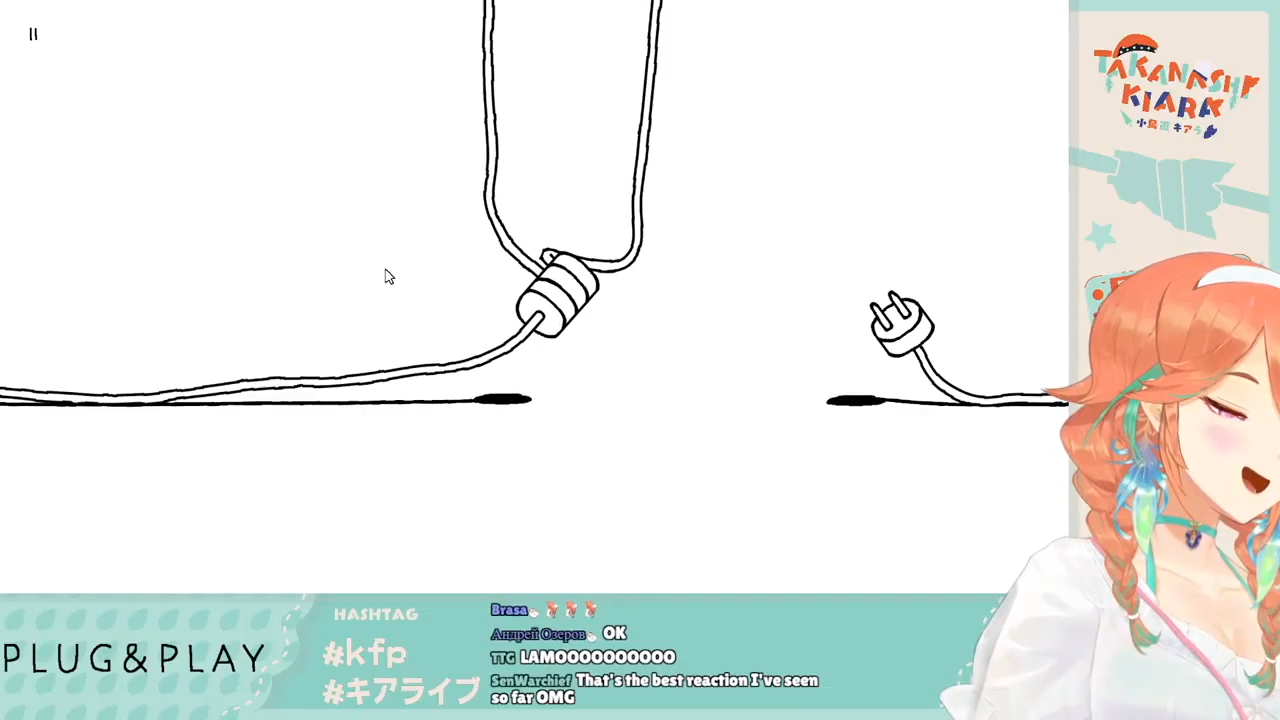 TAKANASHI
KIARA
小鳥遊キアラ
PLUG&PLAY
HASHTAG
#kfp
#キアライブ
Brasa
Андрей Озеров OK
TTG LAMOOOOOOOOOO
SenWarchief That's the best reaction I've seen
so far OMG